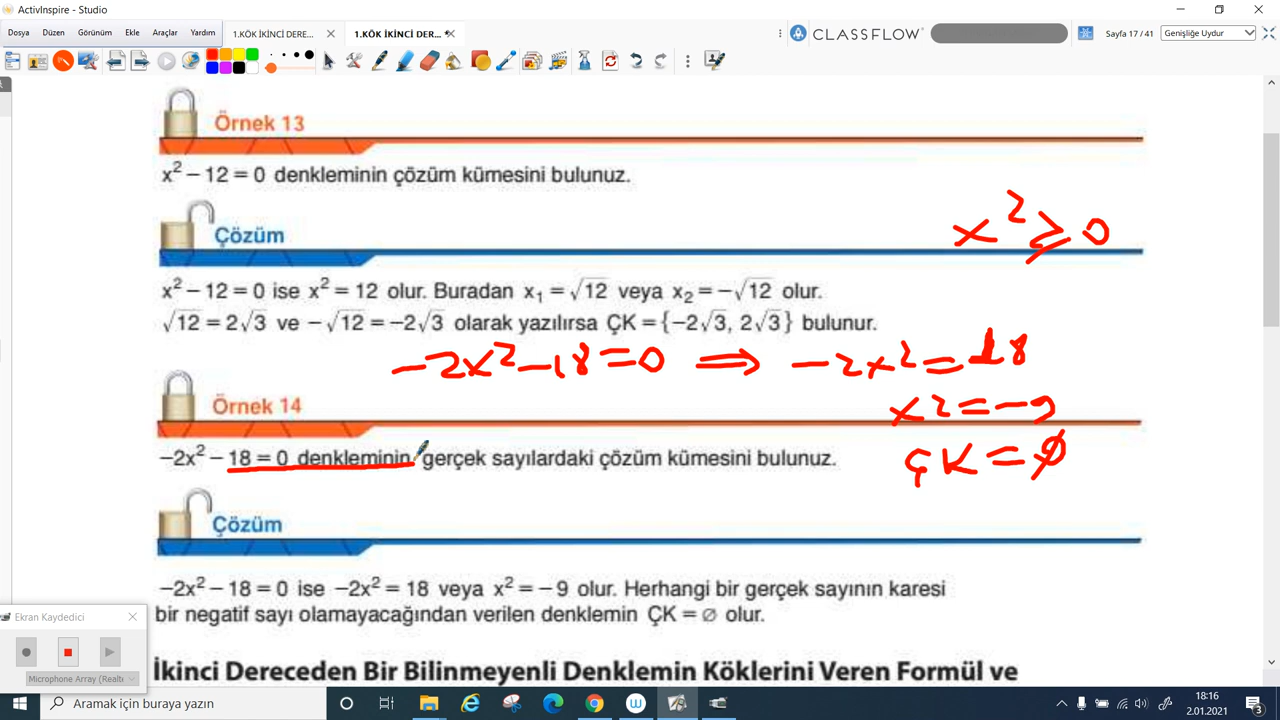 ActivInspire - Studio
Dosya Düzen Görünüm Ekle Araçlar Yardım
1.KÖK İKİNCİ DERE...
1.KÖK İKİNCİ DER...
CLASSFLOW
Sayfa 17 / 41
Genişliğe Uydur
Örnek 13
x² – 12 = 0 denkleminin çözüm kümesini bulunuz.
x² ≥ 0
Çözüm
x² – 12 = 0 ise x² = 12 olur. Buradan x₁ = √12 veya x₂ = –√12 olur.
√12 = 2√3 ve –√12 = –2√3 olarak yazılırsa ÇK = {–2√3, 2√3} bulunur.
-2x²-18=0 ⇒ -2x²=18
x²=-9
Örnek 14
–2x² – 18 = 0 denkleminin gerçek sayılardaki çözüm kümesini bulunuz.
ÇK=∅
Çözüm
–2x² – 18 = 0 ise –2x² = 18 veya x² = – 9 olur. Herhangi bir gerçek sayının karesi
bir negatif sayı olamayacağından verilen denklemin ÇK = ∅ olur.
Ekran Kaydedici
Microphone Array (Realte
İkinci Dereceden Bir Bilinmeyenli Denklemin Köklerini Veren Formül ve
Aramak için buraya yazın
18:16
2.01.2021
3